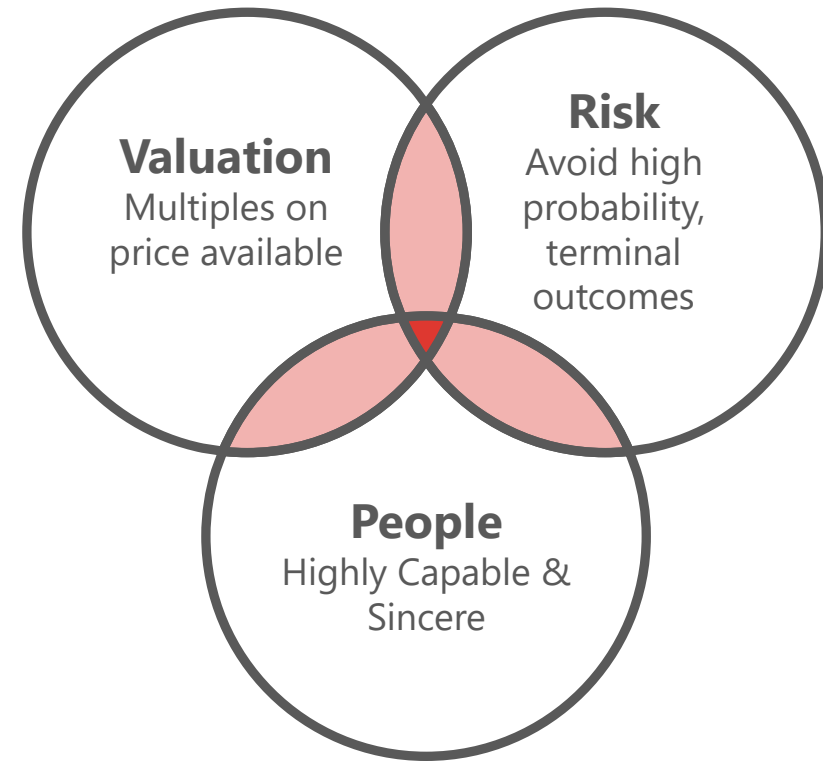 Valuation
Multiples on
price available
Risk
Avoid high
probability,
terminal
outcomes
People
Highly Capable &
Sincere